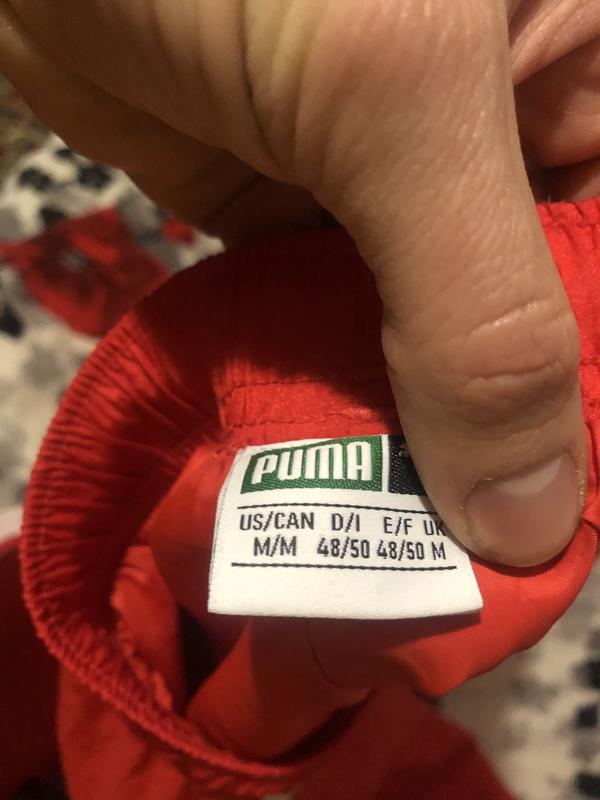 PUMA
US/CAN D/I E/F UK
M/M 48/50 48/50 M